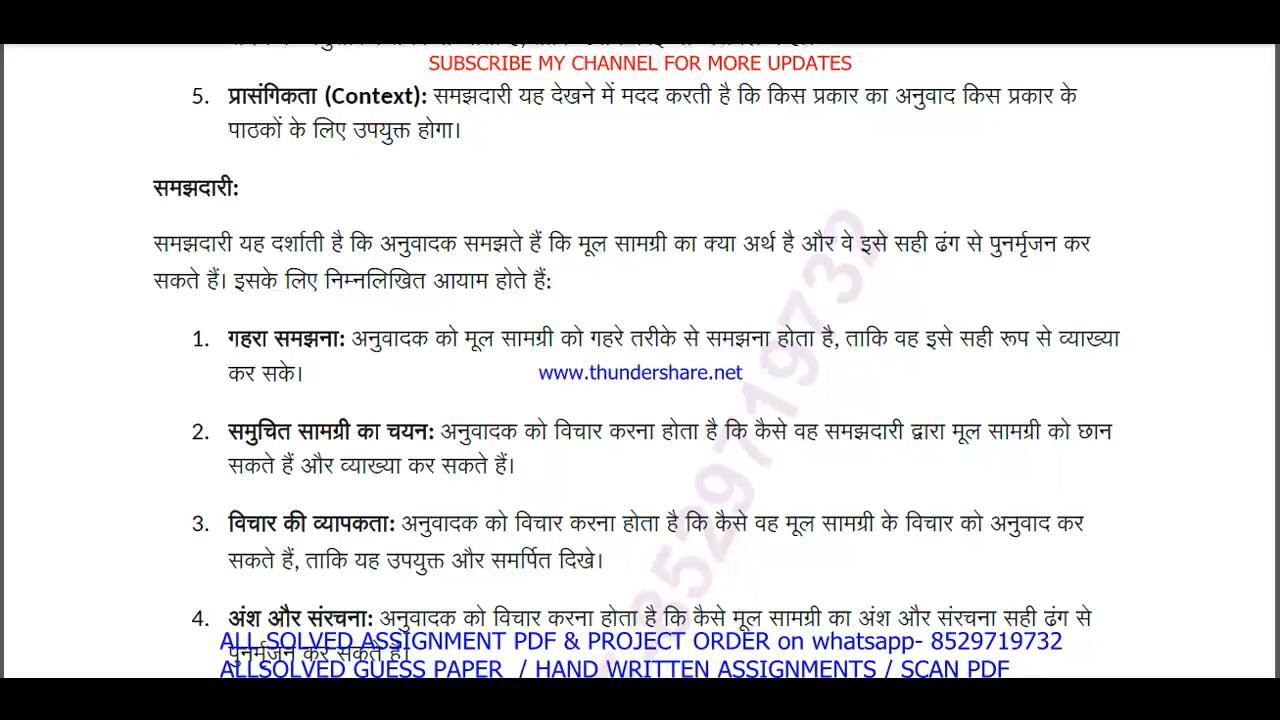 SUBSCRIBE MY CHANNEL FOR MORE UPDATES
5. प्रासंगिकता (Context): समझदारी यह देखने में मदद करती है कि किस प्रकार का अनुवाद किस प्रकार के
पाठकों के लिए उपयुक्त होगा।
समझदारी:
समझदारी यह दर्शाती है कि अनुवादक समझते हैं कि मूल सामग्री का क्या अर्थ है और वे इसे सही ढंग से पुनर्मृजन कर
सकते हैं। इसके लिए निम्नलिखित आयाम होते हैं:
1. गहरा समझना: अनुवादक को मूल सामग्री को गहरे तरीके से समझना होता है, ताकि वह इसे सही रूप से व्याख्या
कर सके।
www.thundershare.net
2. समुचित सामग्री का चयन: अनुवादक को विचार करना होता है कि कैसे वह समझदारी द्वारा मूल सामग्री को छान
सकते हैं और व्याख्या कर सकते हैं।
3. विचार की व्यापकता: अनुवादक को विचार करना होता है कि कैसे वह मूल सामग्री के विचार को अनुवाद कर
सकते हैं, ताकि यह उपयुक्त और समर्पित दिखे।
4. अंश और संरचना: अनुवादक को विचार करना होता है कि कैसे मूल सामग्री का अंश और संरचना सही ढंग से
पुनर्मृजन कर सकते हैं।
ALL SOLVED ASSIGNMENT PDF & PROJECT ORDER on whatsapp- 8529719732
ALLSOLVED GUESS PAPER / HAND WRITTEN ASSIGNMENTS / SCAN PDF
8529719732